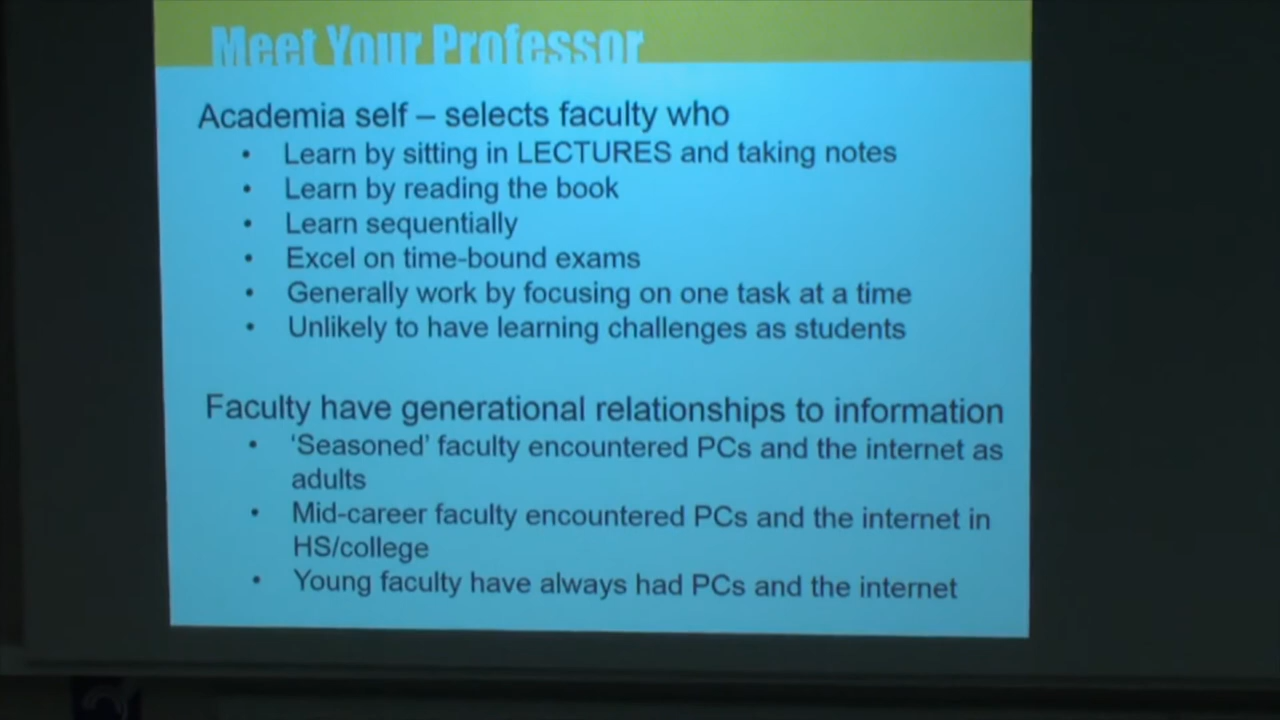 Meet Your Professor
Academia self – selects faculty who
• Learn by sitting in LECTURES and taking notes
• Learn by reading the book
• Learn sequentially
• Excel on time-bound exams
• Generally work by focusing on one task at a time
• Unlikely to have learning challenges as students
Faculty have generational relationships to information
• ‘Seasoned’ faculty encountered PCs and the internet as
adults
• Mid-career faculty encountered PCs and the internet in
HS/college
• Young faculty have always had PCs and the internet